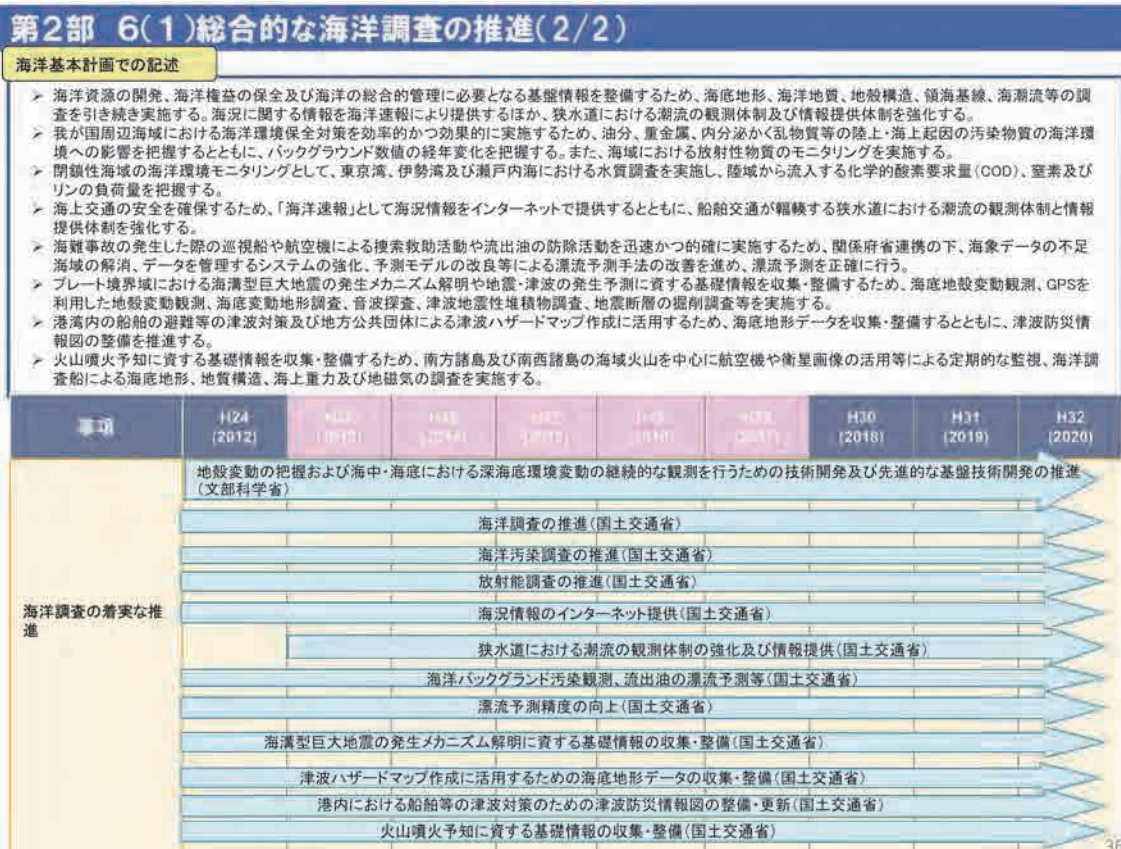 第2部 6(1)総合的な海洋調査の推進(2/2)
海洋基本計画での記述
➢ 海洋資源の開発、海洋権益の保全及び海洋の総合的管理に必要となる基盤情報を整備するため、海底地形、海洋地質、地殻構造、領海基線、海潮流等の調
査を引き続き実施する。海況に関する情報を海洋速報により提供するほか、狭水道における潮流の観測体制及び情報提供体制を強化する。
➢ 我が国周辺海域における海洋環境保全対策を効率的かつ効果的に実施するため、油分、重金属、内分泌かく乱物質等の陸上・海上起因の汚染物質の海洋環
境への影響を把握するとともに、バックグラウンド数値の経年変化を把握する。また、海域における放射性物質のモニタリングを実施する。
➢ 閉鎖性海域の海洋環境モニタリングとして、東京湾、伊勢湾及び瀬戸内海における水質調査を実施し、陸域から流入する化学的酸素要求量(COD)、窒素及び
リンの負荷量を把握する。
➢ 海上交通の安全を確保するため、「海洋速報」として海況情報をインターネットで提供するとともに、船舶交通が輻輳する狭水道における潮流の観測体制と情報
提供体制を強化する。
➢ 海難事故の発生した際の巡視船や航空機による捜索救助活動や流出油の防除活動を迅速かつ的確に実施するため、関係府省連携の下、海象データの不足
海域の解消、データを管理するシステムの強化、予測モデルの改良等による漂流予測手法の改善を進め、漂流予測を正確に行う。
➢ プレート境界域における海溝型巨大地震の発生メカニズム解明や地震・津波の発生予測に資する基礎情報を収集・整備するため、海底地殻変動観測、GPSを
利用した地殻変動観測、海底変動地形調査、音波探査、津波地震性堆積物調査、地震断層の掘削調査等を実施する。
➢ 港湾内の船舶の避難等の津波対策及び地方公共団体による津波ハザードマップ作成に活用するため、海底地形データを収集・整備するとともに、津波防災情
報図の整備を推進する。
➢ 火山噴火予知に資する基礎情報を収集・整備するため、南方諸島及び南西諸島の海域火山を中心に航空機や衛星画像の活用等による定期的な監視、海洋調
査船による海底地形、地質構造、海上重力及び地磁気の調査を実施する。
事項 H24 H30 H31 H32
(2012) (2018) (2019) (2020)
地殻変動の把握および海中・海底における深海底環境変動の継続的な観測を行うための技術開発及び先進的な基盤技術開発の推進
(文部科学省)
海洋調査の推進(国土交通省)
海洋汚染調査の推進(国土交通省)
放射能調査の推進(国土交通省)
海洋調査の着実な推
進
海況情報のインターネット提供(国土交通省)
狭水道における潮流の観測体制の強化及び情報提供(国土交通省)
海洋バックグランド汚染観測、流出油の漂流予測等(国土交通省)
漂流予測精度の向上(国土交通省)
海溝型巨大地震の発生メカニズム解明に資する基礎情報の収集・整備(国土交通省)
津波ハザードマップ作成に活用するための海底地形データの収集・整備(国土交通省)
港内における船舶等の津波対策のための津波防災情報図の整備・更新(国土交通省)
火山噴火予知に資する基礎情報の収集・整備(国土交通省)